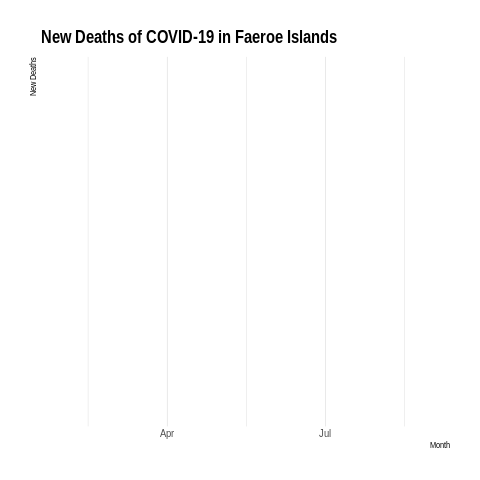 New Deaths of COVID-19 in Faeroe Islands
New Deaths
Apr
Jul
Month